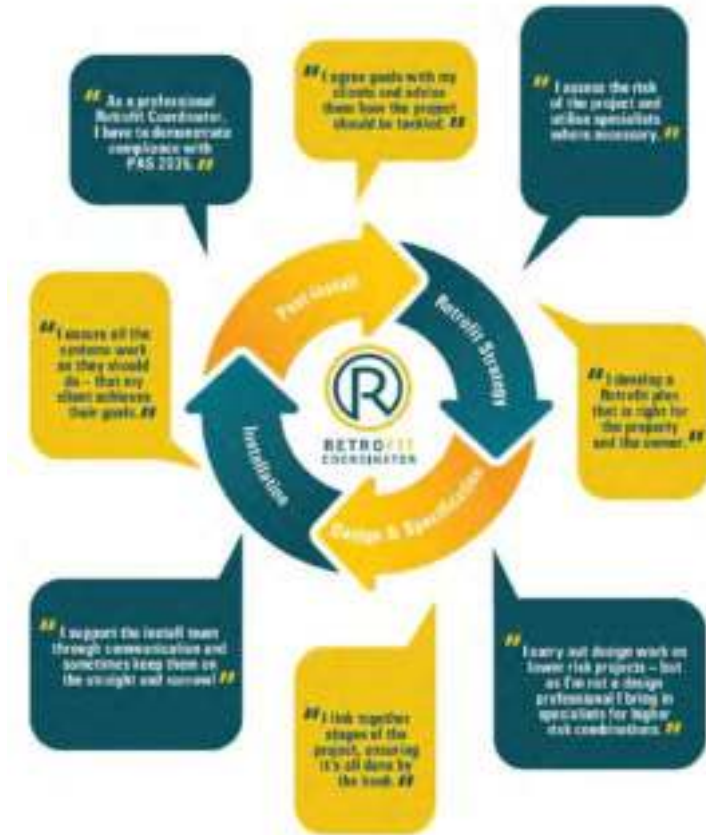 " As a professional
Retrofit Coordinator,
I have to demonstrate
compliance with
PAS 2035. "
" I agree goals with my
clients and advise
them how the project
should be tackled. "
" I assess the risk
of the project and
utilise specialists
where necessary. "
Post Install
Retrofit Strategy
" I ensure all the
systems work
as they should
do – that my
client achieves
their goals. "
R
RETROFIT
COORDINATOR
" I develop a
Retrofit plan
that is right for
the property
and the owner. "
Installation
Design & Specification
" I support the install team
through communication and
sometimes keep them on
the straight and narrow! "
" I link together
stages of the
project, ensuring
it's all done by
the book. "
" I carry out design work on
lower risk projects – but
as I'm not a design
professional I bring in
specialists for higher
risk combinations. "